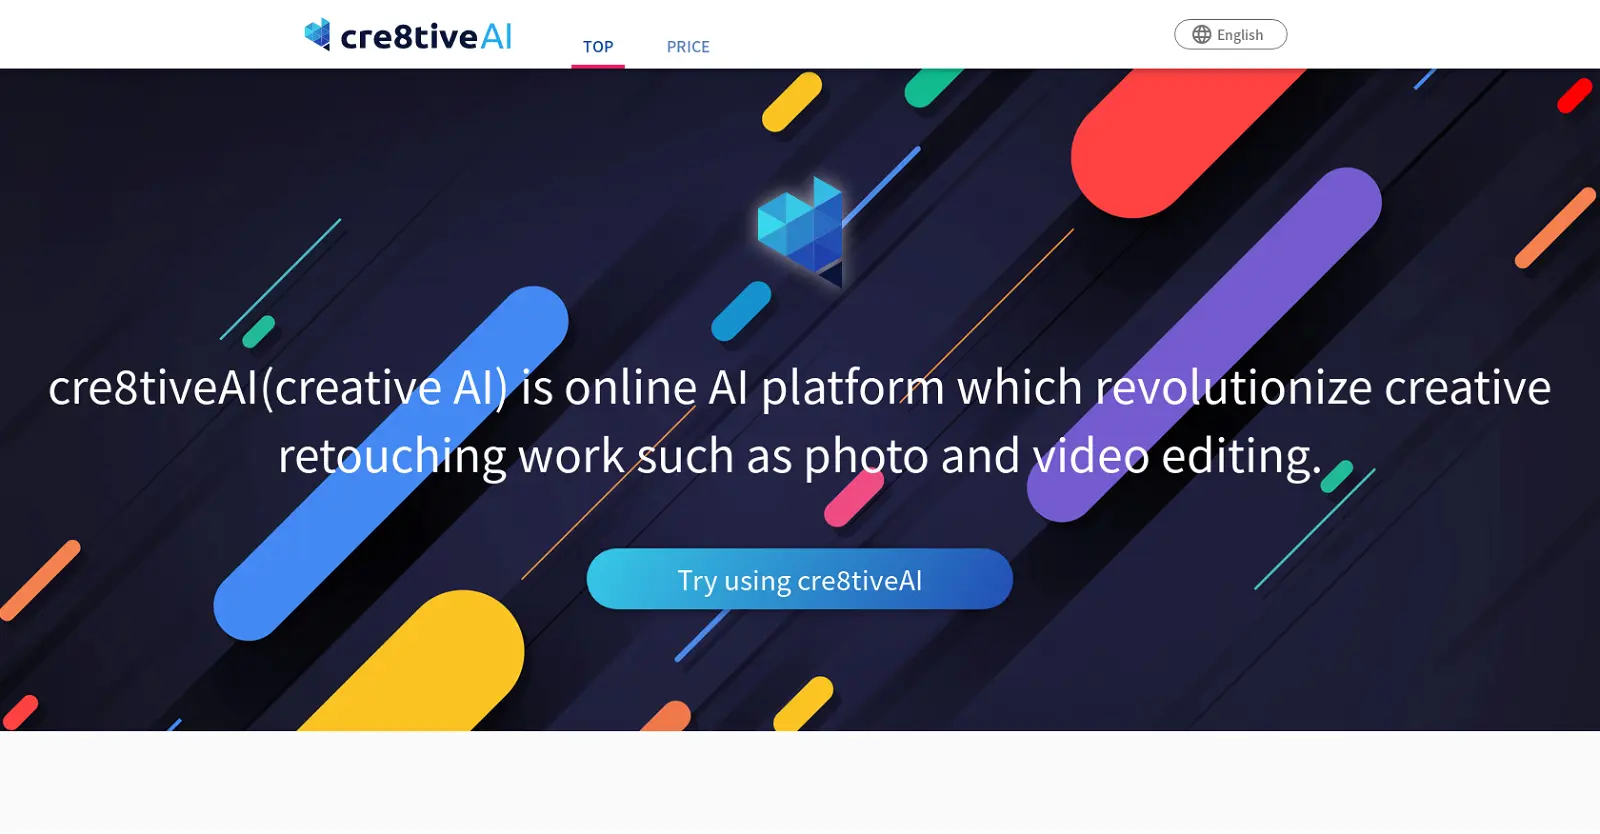 cre8tiveAI
TOP
PRICE
English
cre8tiveAI(creative AI) is online AI platform which revolutionize creative
retouching work such as photo and video editing.
Try using cre8tiveAI